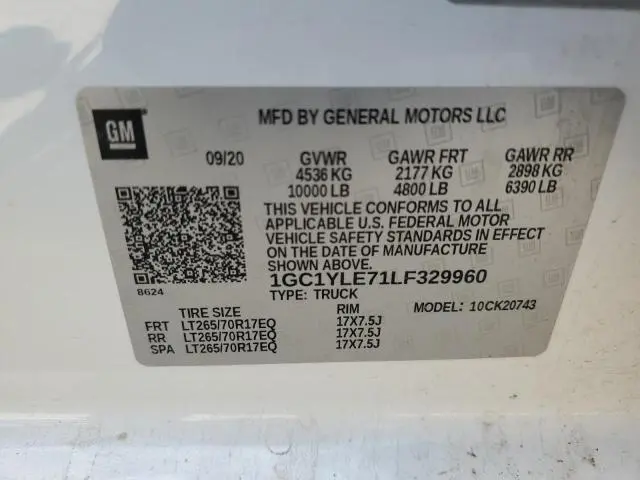 GM
MFD BY GENERAL MOTORS LLC
09/20 GVWR GAWR FRT GAWR RR
4536 KG 2177 KG 2898 KG
10000 LB 4800 LB 6390 LB
THIS VEHICLE CONFORMS TO ALL
APPLICABLE U.S. FEDERAL MOTOR
VEHICLE SAFETY STANDARDS IN EFFECT
ON THE DATE OF MANUFACTURE
SHOWN ABOVE.
1GC1YLE71LF329960
8624
TYPE: TRUCK MODEL: 10CK20743
TIRE SIZE RIM
FRT LT265/70R17EQ 17X7.5J
RR LT265/70R17EQ 17X7.5J
SPA LT265/70R17EQ 17X7.5J